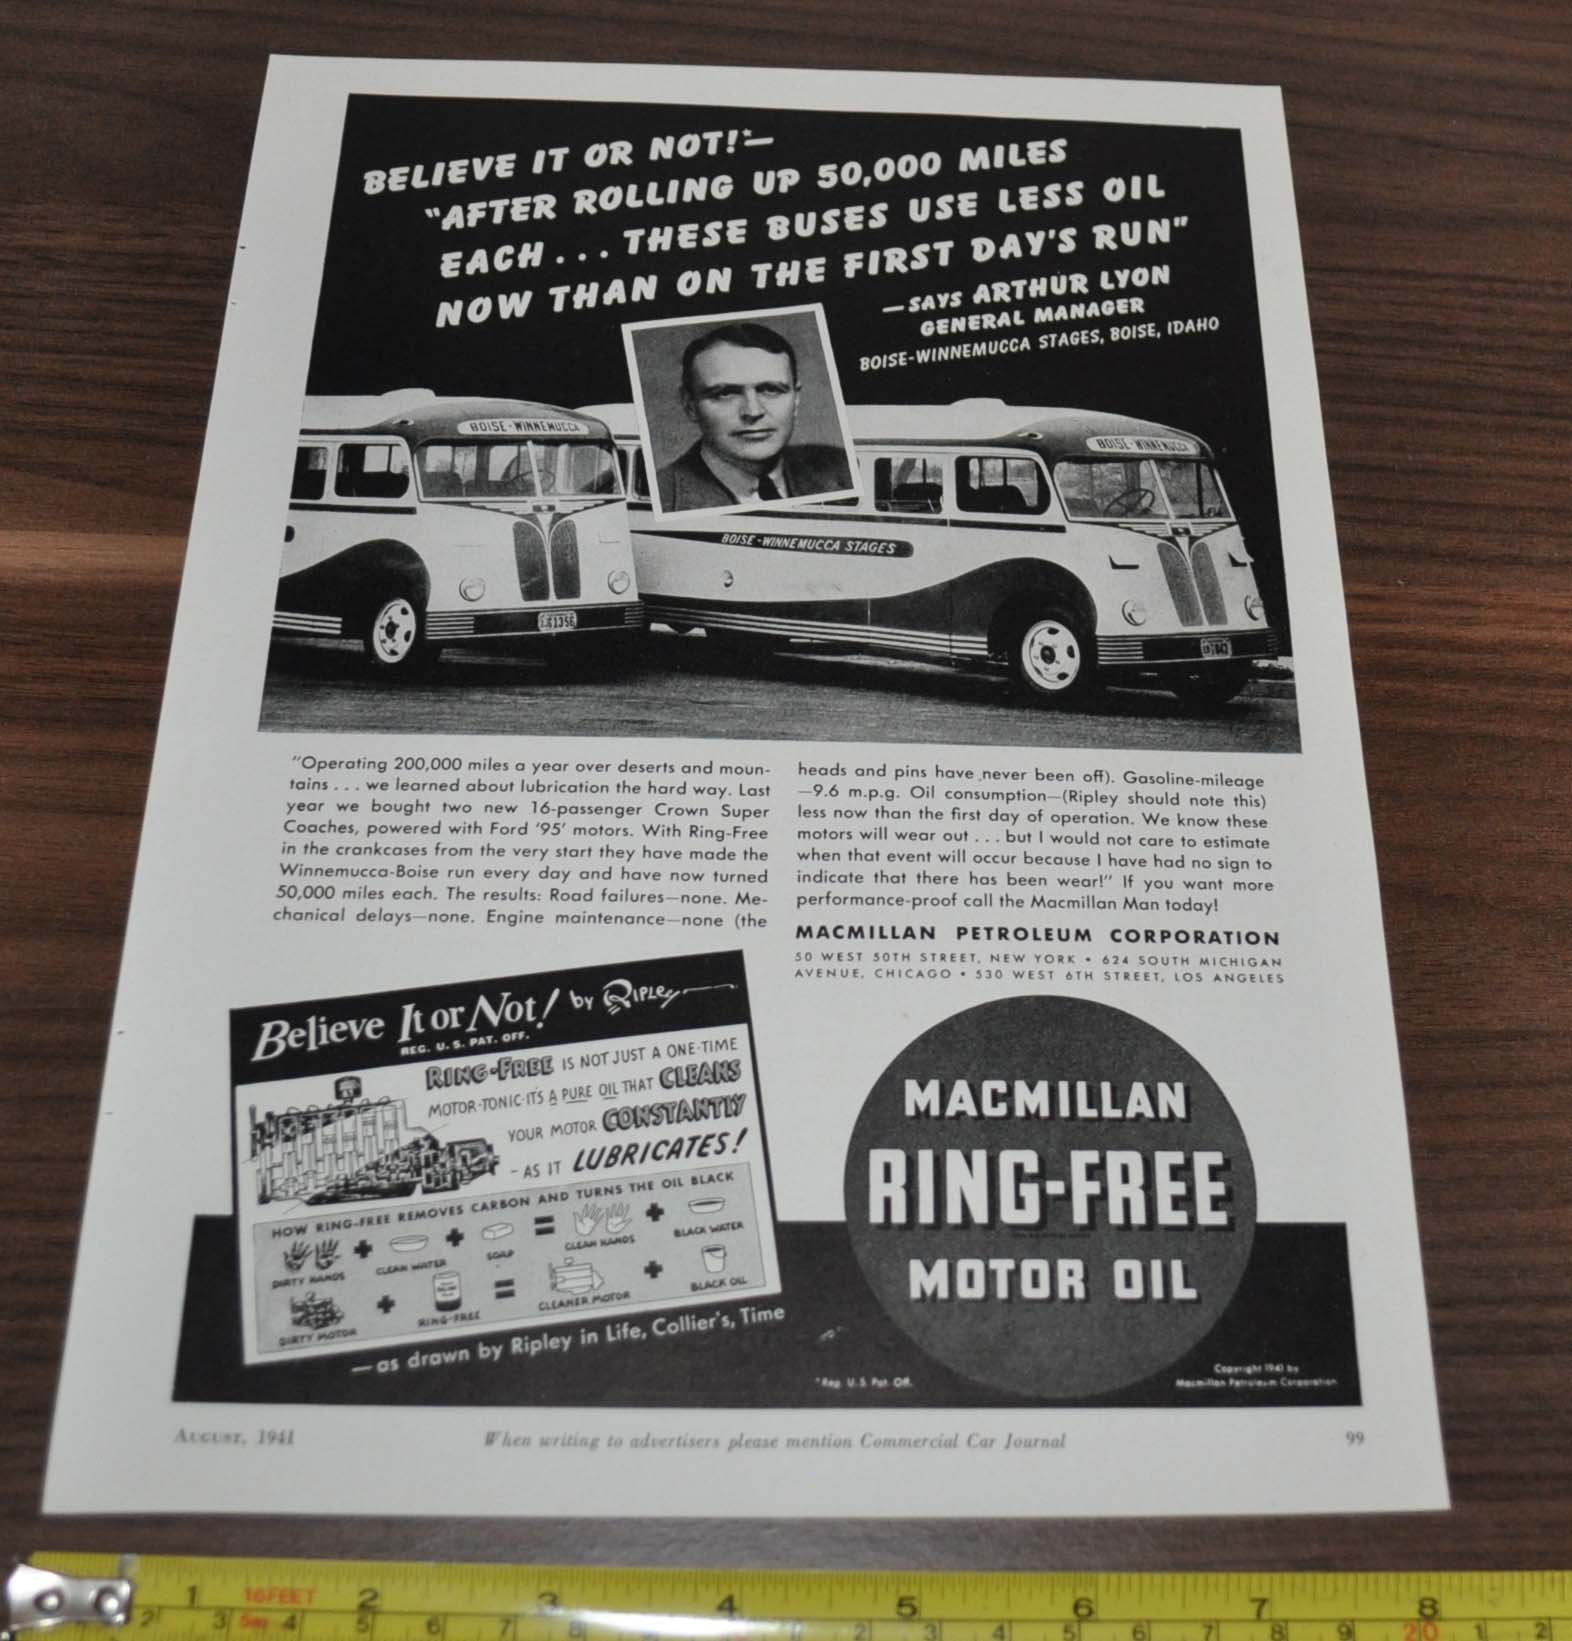 BELIEVE IT OR NOT!*—
"AFTER ROLLING UP 50,000 MILES
EACH... THESE BUSES USE LESS OIL
NOW THAN ON THE FIRST DAY'S RUN"
—SAYS ARTHUR LYON
GENERAL MANAGER
BOISE-WINNEMUCCA STAGES, BOISE, IDAHO
BOISE-WINNEMUCCA
BOISE-WINNEMUCCA
BOISE-WINNEMUCCA STAGES
"Operating 200,000 miles a year over deserts and moun-
tains . . . we learned about lubrication the hard way. Last
year we bought two new 16-passenger Crown Super
Coaches, powered with Ford '95' motors. With Ring-Free
in the crankcases from the very start they have made the
Winnemucca-Boise run every day and have now turned
50,000 miles each. The results: Road failures—none. Me-
chanical delays—none. Engine maintenance—none (the
heads and pins have never been off). Gasoline-mileage
—9.6 m.p.g. Oil consumption—(Ripley should note this)
less now than the first day of operation. We know these
motors will wear out . . . but I would not care to estimate
when that event will occur because I have had no sign to
indicate that there has been wear!" If you want more
performance-proof call the Macmillan Man today!
MACMILLAN PETROLEUM CORPORATION
50 WEST 50TH STREET, NEW YORK • 624 SOUTH MICHIGAN
AVENUE, CHICAGO • 530 WEST 6TH STREET, LOS ANGELES
Believe It or Not! by RIPLEY
REG. U. S. PAT. OFF.
RING-FREE IS NOT JUST A ONE-TIME
MOTOR-TONIC-IT'S A PURE OIL THAT CLEANS
YOUR MOTOR CONSTANTLY
- AS IT LUBRICATES!
HOW RING-FREE REMOVES CARBON AND TURNS THE OIL BLACK
DIRTY HANDS + CLEAN WATER + SOAP = CLEAN HANDS + BLACK WATER
DIRTY MOTOR + RING-FREE = CLEANER MOTOR + BLACK OIL
—as drawn by Ripley in Life, Collier's, Time
MACMILLAN
RING-FREE
MOTOR OIL
*Reg. U.S. Pat. Off.
Copyright 1941 by
Macmillan Petroleum Corporation
AUGUST, 1941
When writing to advertisers please mention Commercial Car Journal
99
1 16FEET 2 3 4 5 6 7 8